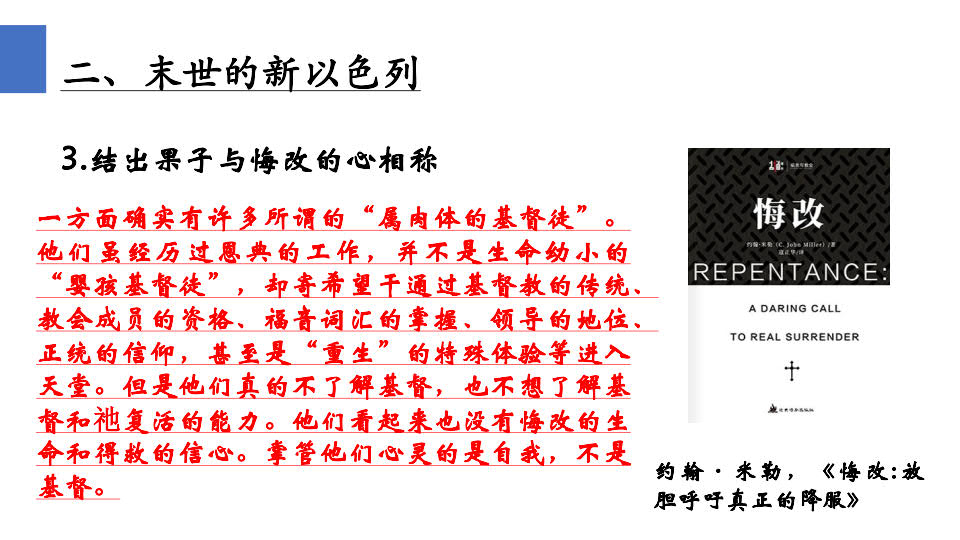 二、末世的新以色列
3.结出果子与悔改的心相称
一方面确实有许多所谓的“属肉体的基督徒”。
他们虽经历过恩典的工作，并不是生命幼小的
“婴孩基督徒”，却寄希望于通过基督教的传统、
教会成员的资格、福音词汇的掌握、领导的地位、
正统的信仰，甚至是“重生”的特殊体验等进入
天堂。但是他们真的不了解基督，也不想了解基
督和祂复活的能力。他们看起来也没有悔改的生
命和得救的信心。掌管他们心灵的是自我，不是
基督。
悔改
约翰·米勒（C. John Miller）/著
REPENTANCE:
A DARING CALL
TO REAL SURRENDER
约翰·米勒，《悔改:放
胆呼吁真正的降服》